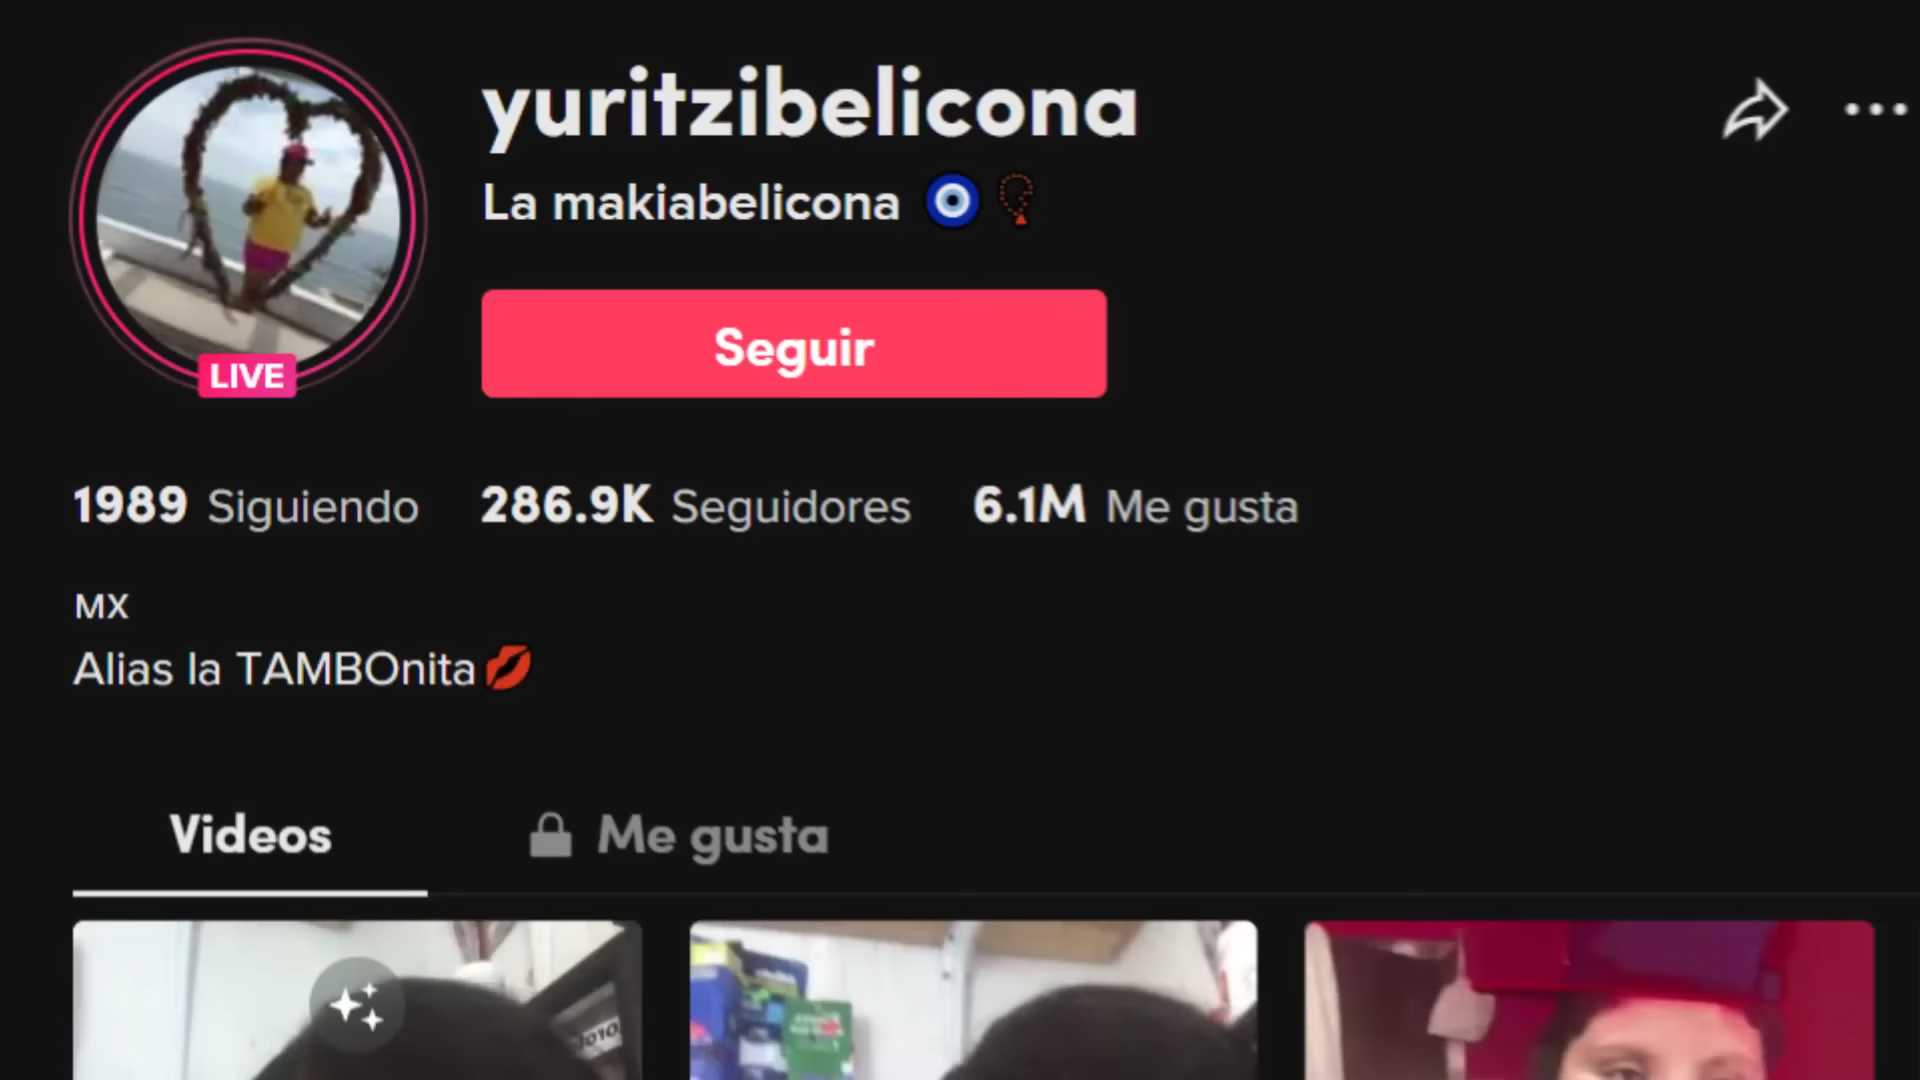 yuritzibelicona
La makiabelicona 🧿 📿
Seguir
LIVE
1989 Siguiendo 286.9K Seguidores 6.1M Me gusta
MX
Alias la TAMBOnita💋
Videos Me gusta